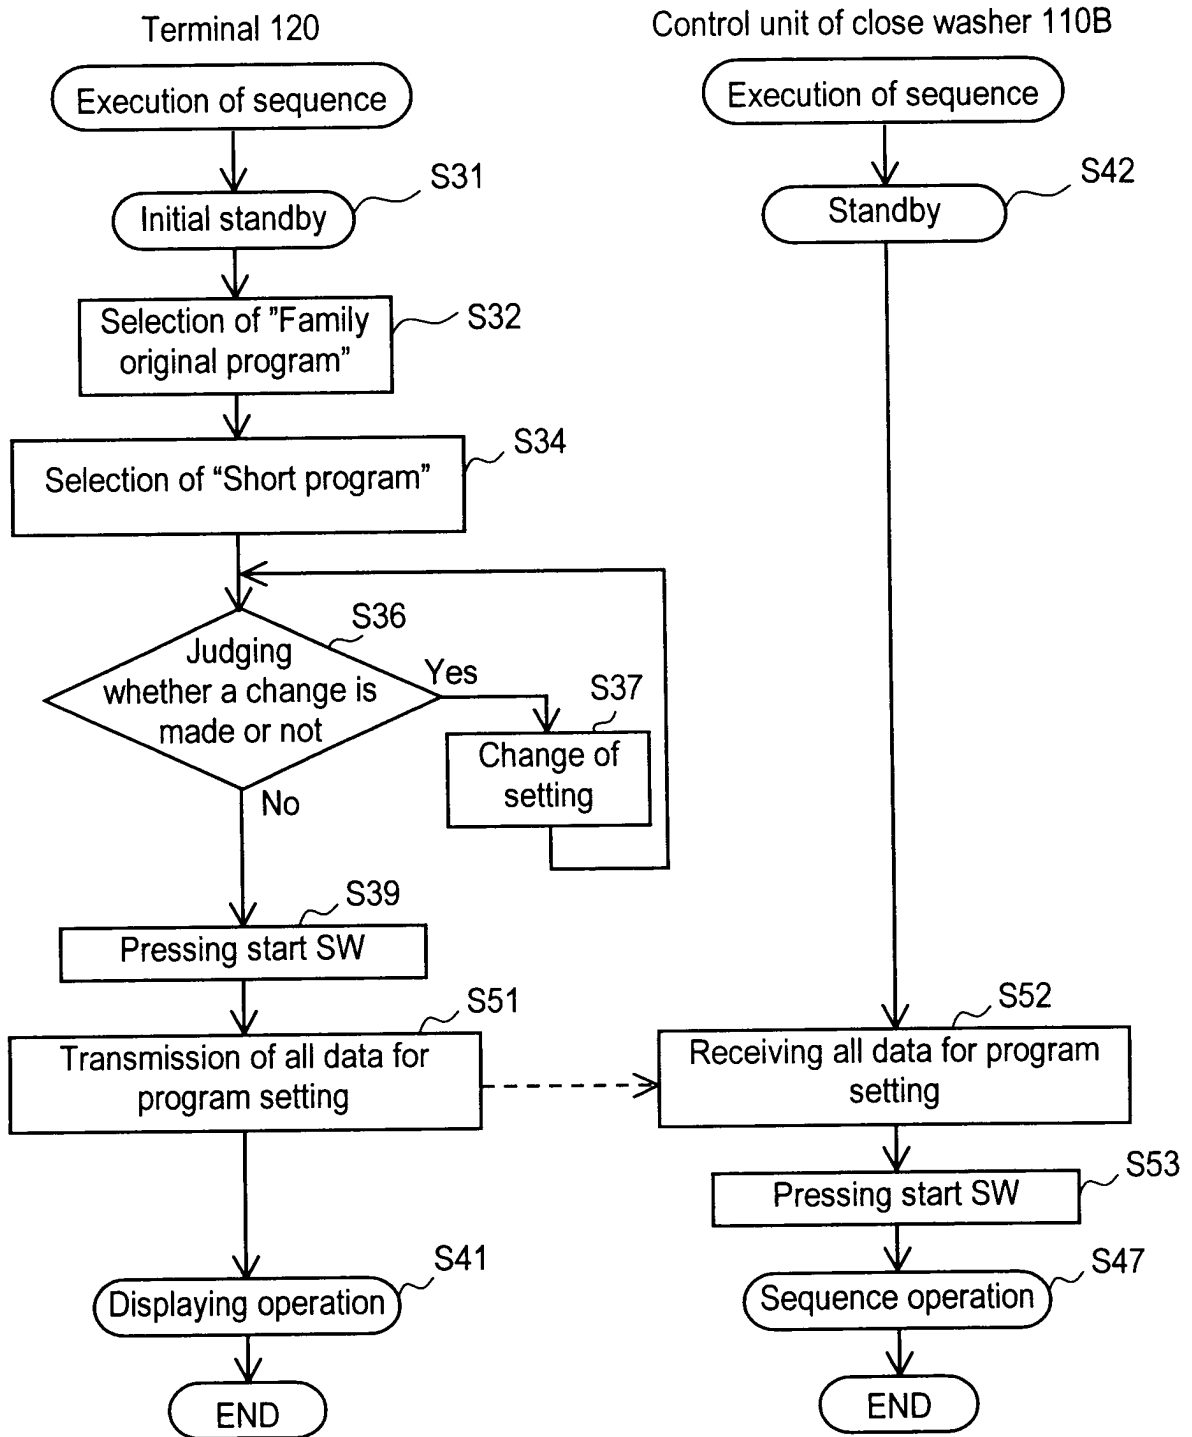 Terminal 120
Execution of sequence
S31
Initial standby
S32
Selection of ”Family
original program”
S34
Selection of “Short program”
S36
Judging
whether a change is
made or not
Yes
S37
Change of
setting
No
S39
Pressing start SW
S51
Transmission of all data for
program setting
S41
Displaying operation
END
Control unit of close washer 110B
Execution of sequence
S42
Standby
S52
Receiving all data for program
setting
S53
Pressing start SW
S47
Sequence operation
END